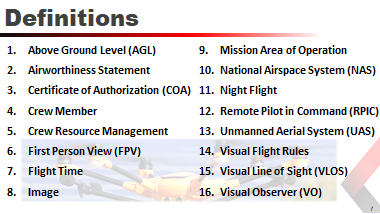 Definitions
1. Above Ground Level (AGL)
2. Airworthiness Statement
3. Certificate of Authorization (COA)
4. Crew Member
5. Crew Resource Management
6. First Person View (FPV)
7. Flight Time
8. Image
9. Mission Area of Operation
10. National Airspace System (NAS)
11. Night Flight
12. Remote Pilot in Command (RPIC)
13. Unmanned Aerial System (UAS)
14. Visual Flight Rules
15. Visual Line of Sight (VLOS)
16. Visual Observer (VO)